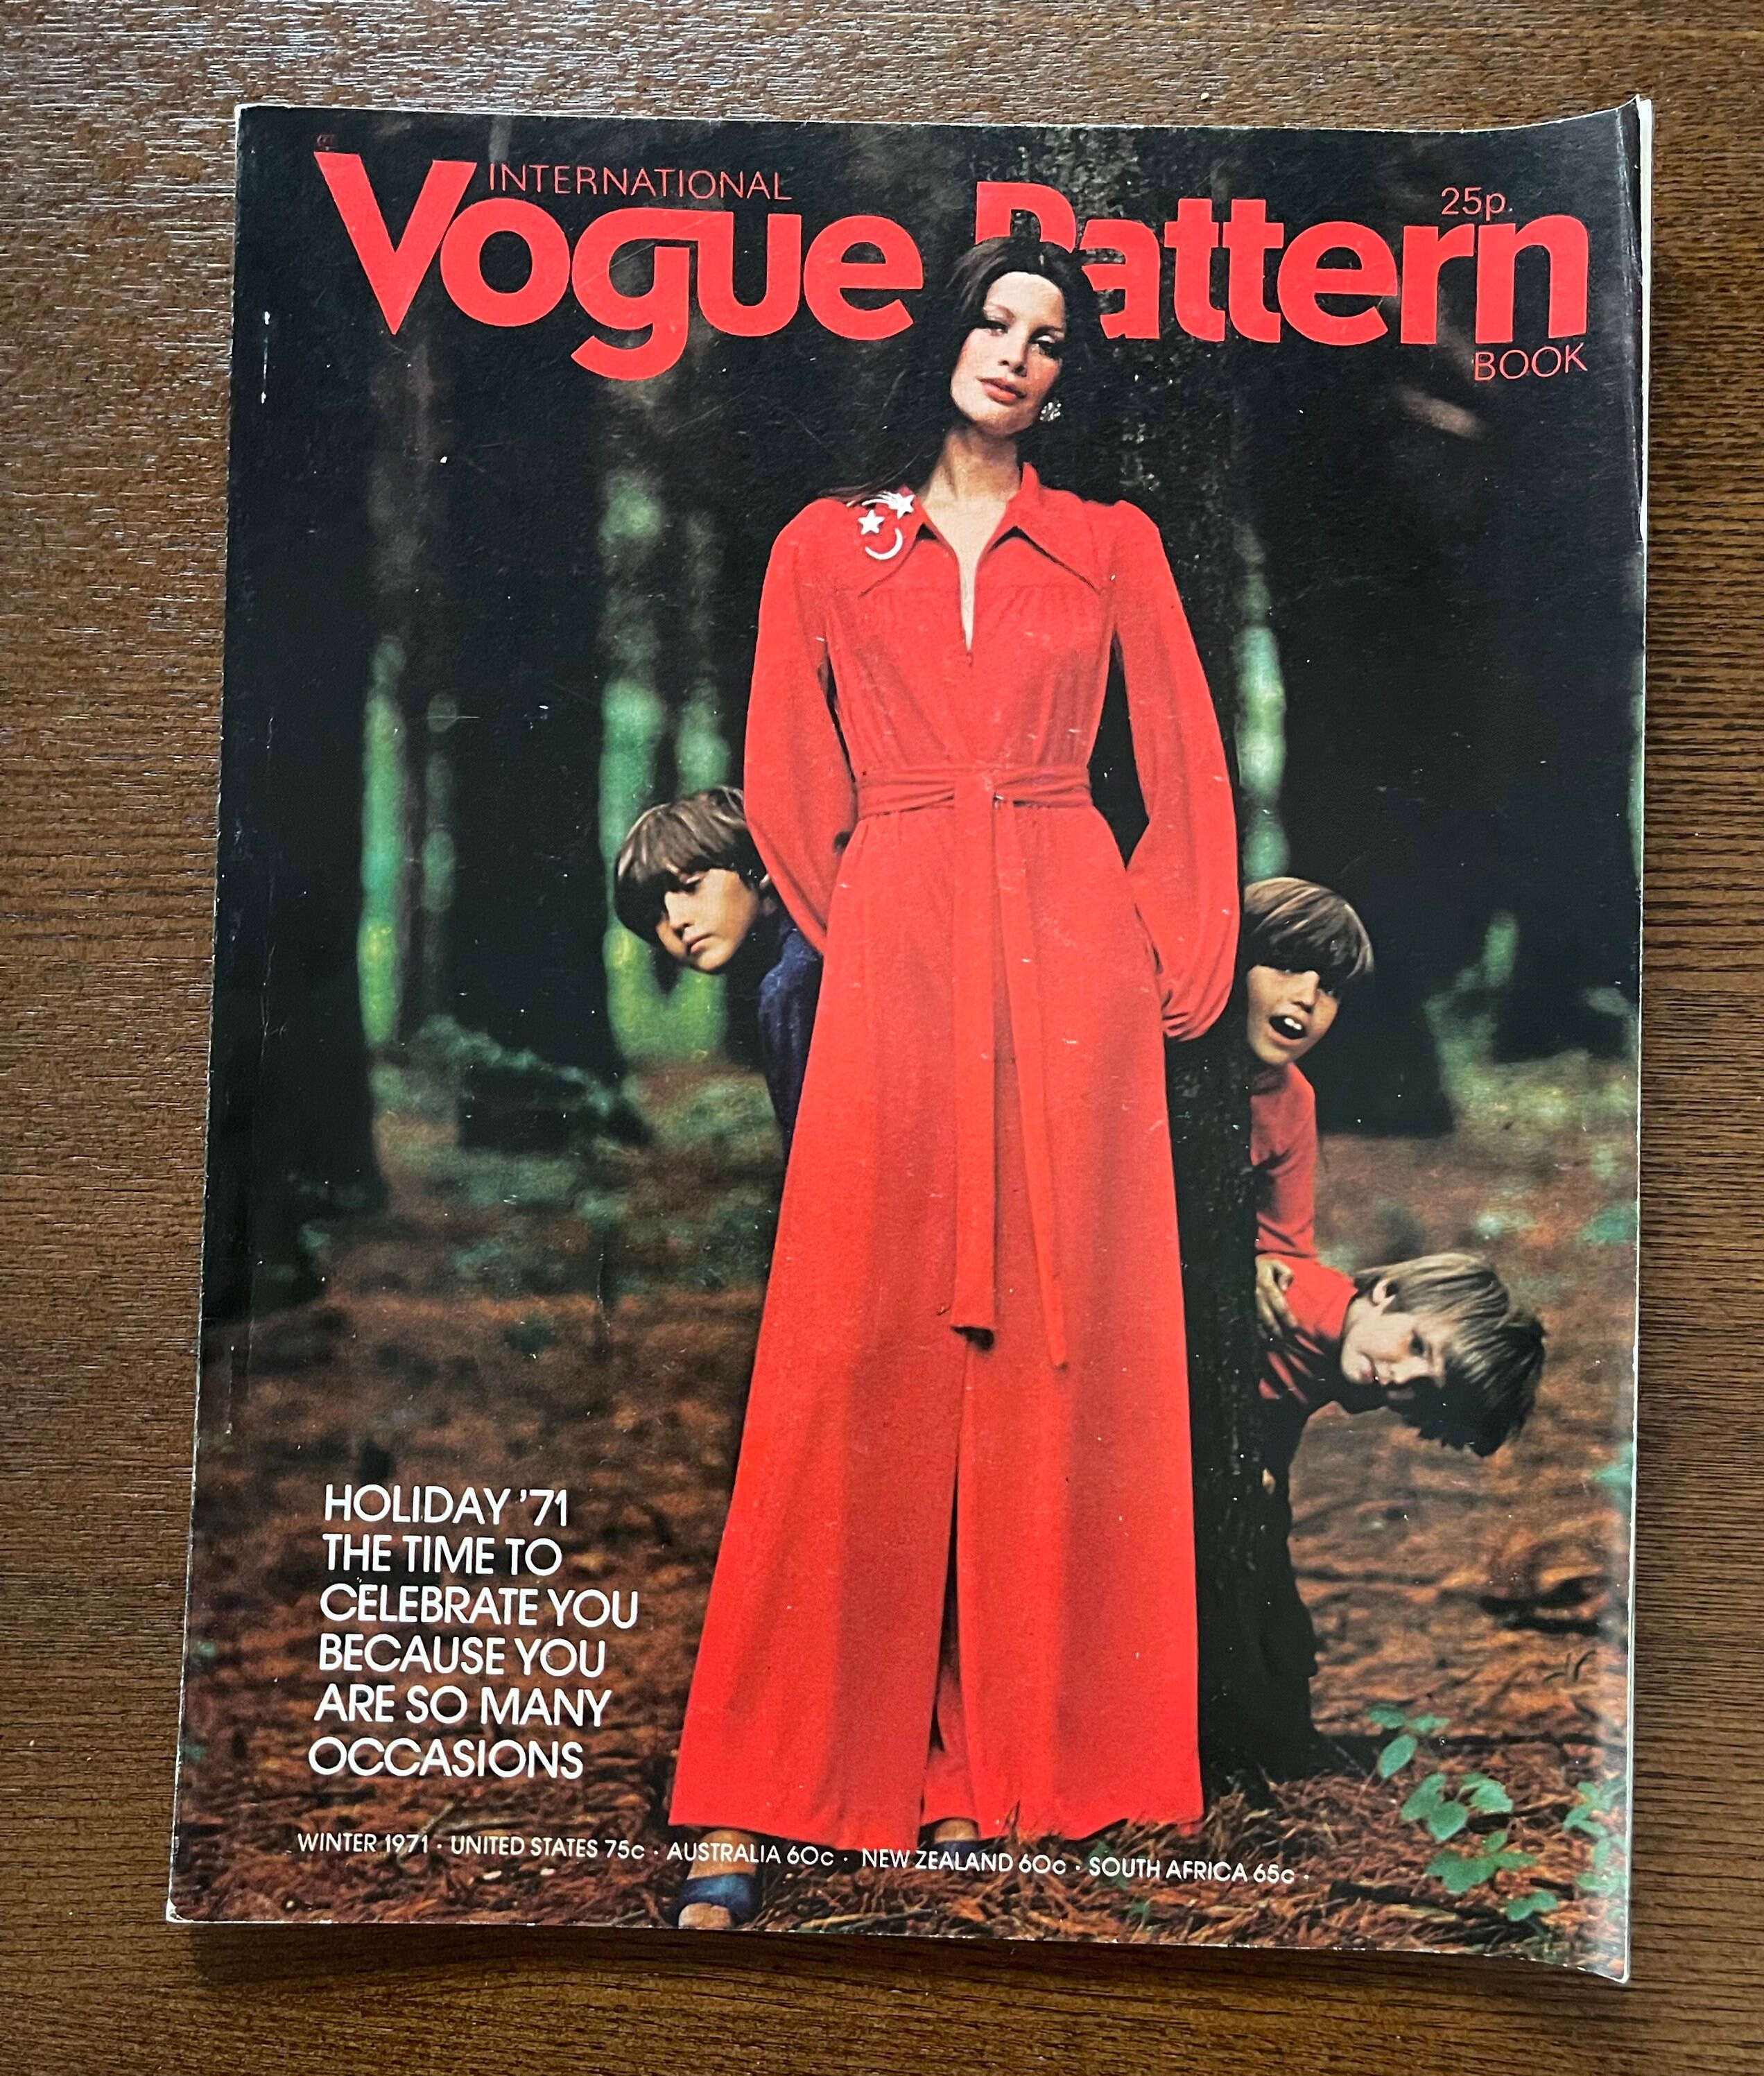 INTERNATIONAL
25p.
Vogue Pattern
BOOK
HOLIDAY '71
THE TIME TO
CELEBRATE YOU
BECAUSE YOU
ARE SO MANY
OCCASIONS
WINTER 1971 · UNITED STATES 75c · AUSTRALIA 60c · NEW ZEALAND 60c · SOUTH AFRICA 65c ·